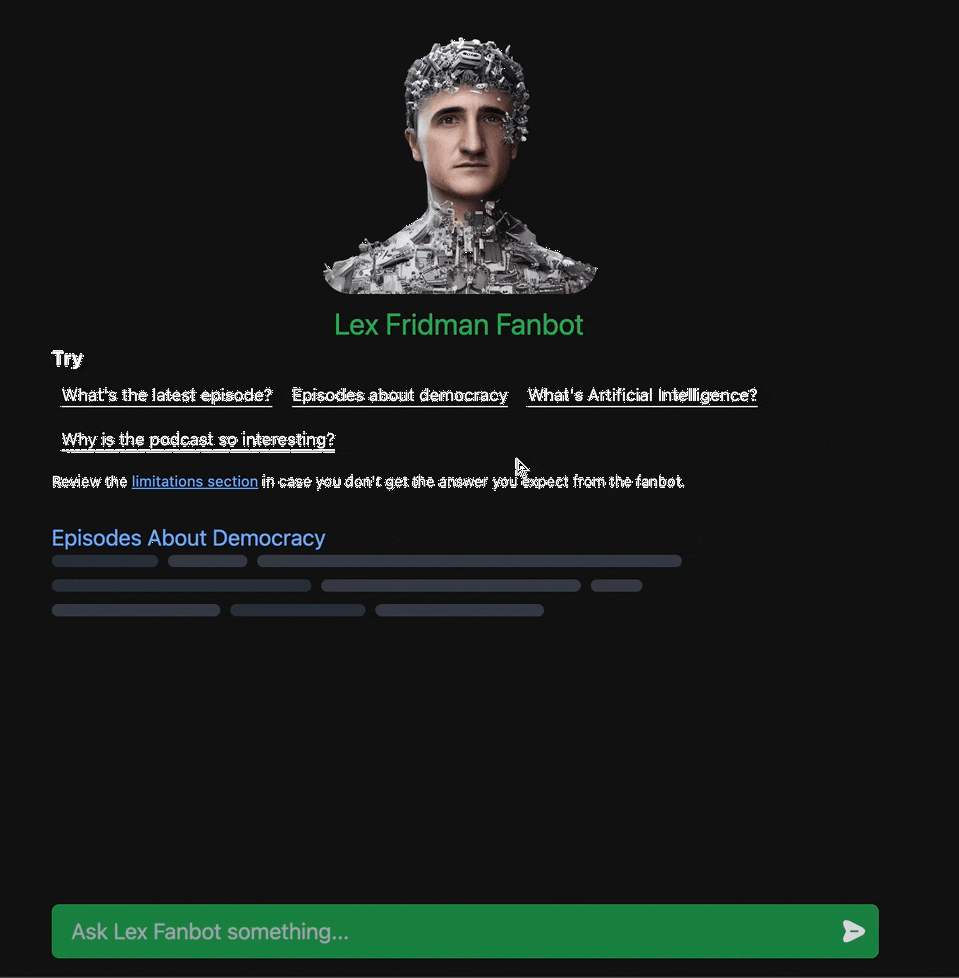 Lex Fridman Fanbot
Try
What's the latest episode? Episodes about democracy What's Artificial Intelligence?
Why is the podcast so interesting?
Review the limitations section in case you don't get the answer you expect from the fanbot.
Episodes About Democracy
Ask Lex Fanbot something...